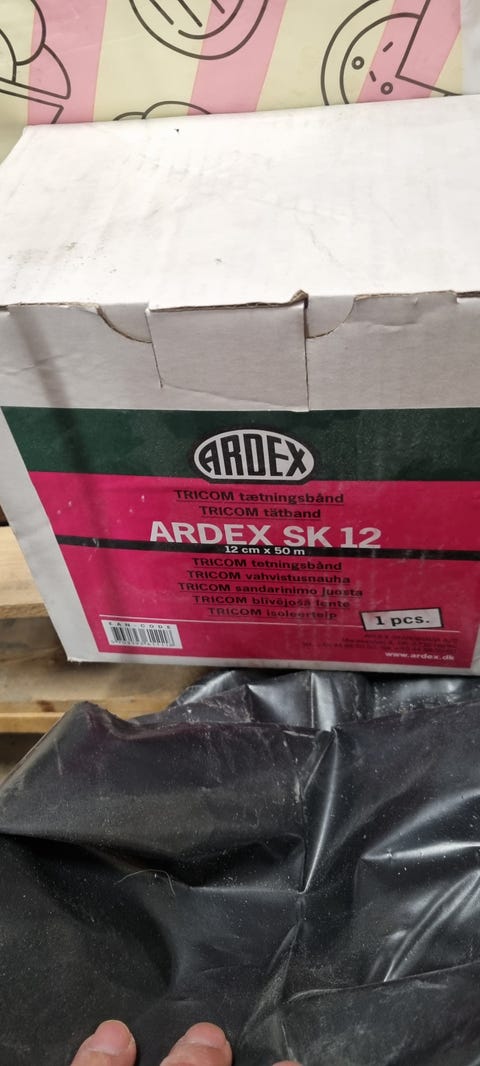 ARDEX
TRICOM tætningsbånd
TRICOM tätband
ARDEX SK 12
12 cm x 50 m
TRICOM tetningsbånd
TRICOM vahvistusnauha
TRICOM sandarinimo juosta
TRICOM blīvējošā lente
TRICOM isoleerteip
1 pcs.
EAN-CODE
www.ardex.dk